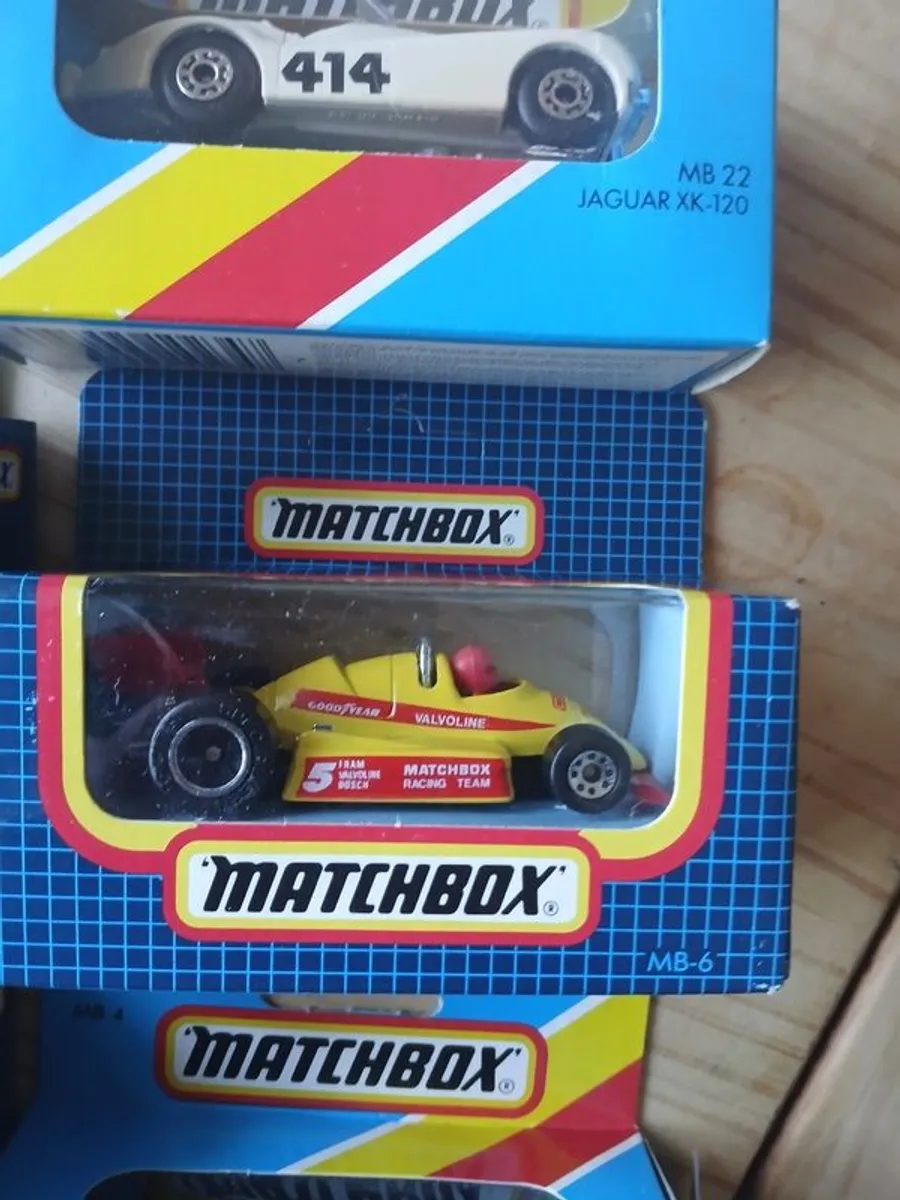 MATCHBOX
414
MB 22
JAGUAR XK-120
'MATCHBOX'®
GOODYEAR
VALVOLINE
5
FRAM
VALVOLINE
BOSCH
MATCHBOX
RACING TEAM
'MATCHBOX'®
MB-6
MB 4
'MATCHBOX'®